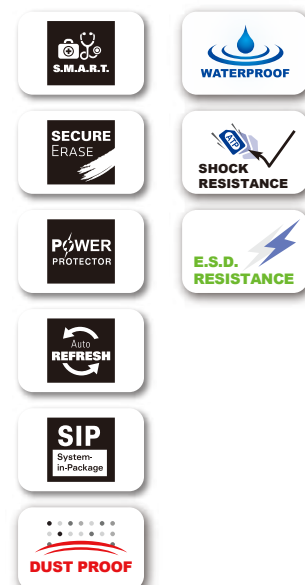 S.M.A.R.T.
WATERPROOF
SECURE
ERASE
ATP
SHOCK
RESISTANCE
POWER
PROTECTOR
E.S.D.
RESISTANCE
Auto
REFRESH
SIP
System-
in-Package
DUST PROOF